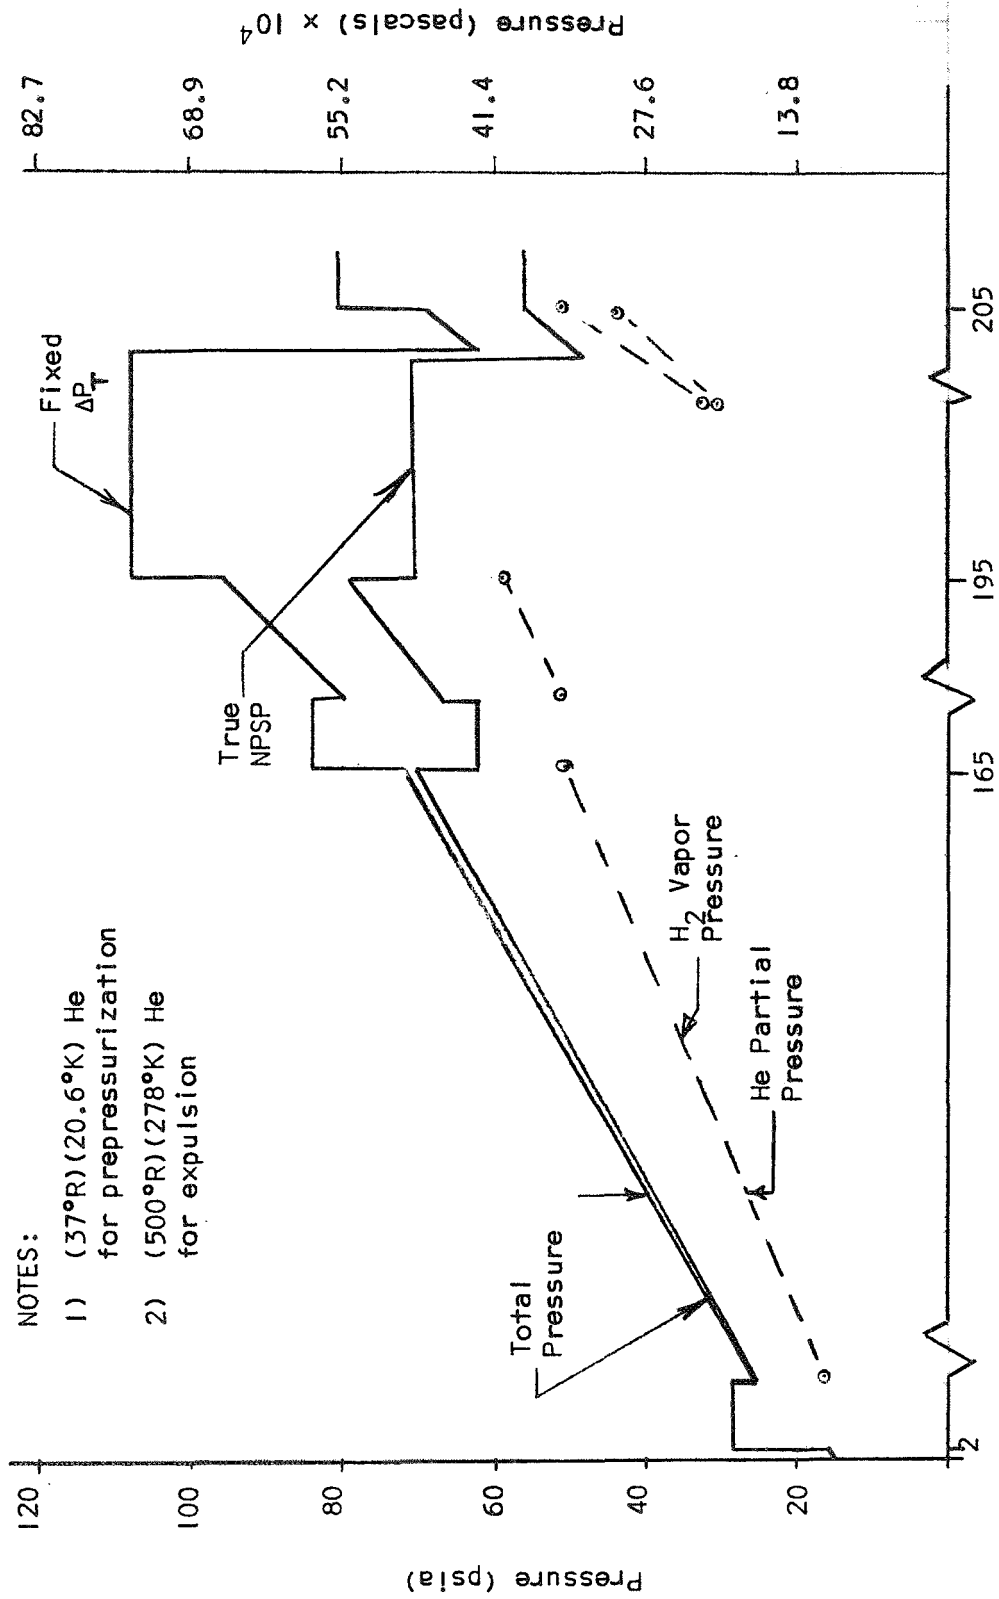 NOTES:
1) (37°R)(20.6°K) He
for prepressurization
2) (500°R)(278°K) He
for expulsion
Fixed
ΔP_T
True
NPSP
Total
Pressure
H₂ Vapor
Pressure
He Partial
Pressure
Pressure (psia)
120
100
80
60
40
20
Pressure (pascals) x 10⁴
82.7
68.9
55.2
41.4
27.6
13.8
2
165
195
205